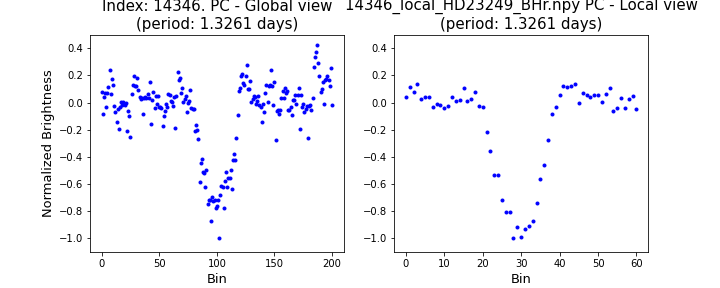 Index: 14346. PC - Global view
(period: 1.3261 days)
14346_local_HD23249_BHr.npy PC - Local view
(period: 1.3261 days)
Normalized Brightness
0.4
0.2
0.0
−0.2
−0.4
−0.6
−0.8
−1.0
0 50 100 150 200
Bin
0.4
0.2
0.0
−0.2
−0.4
−0.6
−0.8
−1.0
0 10 20 30 40 50 60
Bin